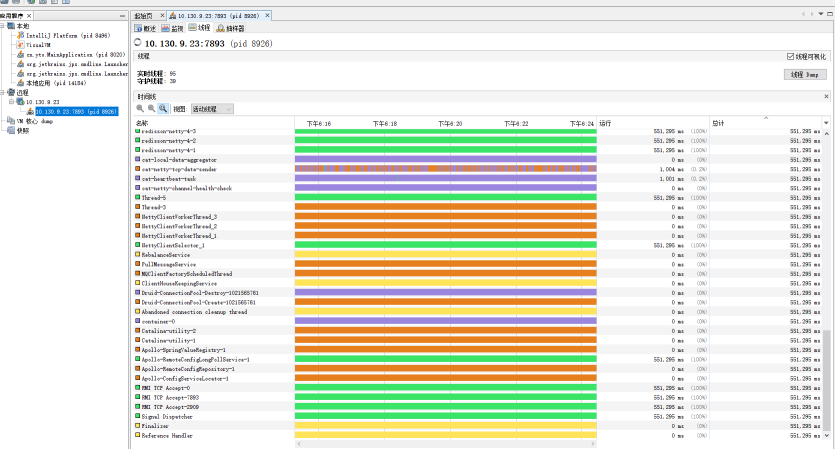 应用程序 ×
本地
IntelliJ Platform (pid 8496)
VisualVM
cn.yto.MainApplication (pid 8020)
org.jetbrains.jps.cmdline.Launcher
org.jetbrains.jps.cmdline.Launcher
本地应用 (pid 14184)
远程
10.130.9.23
10.130.9.23:7893 (pid 8926)
VM 核心 dump
快照
起始页 × 10.130.9.23:7893 (pid 8926) ×
概述 监视 线程 抽样器
10.130.9.23:7893 (pid 8926)
线程 线程可视化
实时线程: 95
守护线程: 39
线程 Dump
时间线 ×
视图: 活动线程
名称 下午6:16 下午6:18 下午6:20 下午6:22 下午6:24 运行 总计
redisson-netty-4-3 551,295 ms (100%) 551,295 ms
redisson-netty-4-2 551,295 ms (100%) 551,295 ms
redisson-netty-4-1 551,295 ms (100%) 551,295 ms
cat-local-data-aggregator 0 ms (0%) 551,295 ms
cat-netty-tcp-data-sender 1,004 ms (0.2%) 551,295 ms
cat-heartbeat-task 1,001 ms (0.2%) 551,295 ms
cat-netty-channel-health-check 0 ms (0%) 551,295 ms
Thread-5 551,295 ms (100%) 551,295 ms
Thread-3 0 ms (0%) 551,295 ms
NettyClientWorkerThread_3 0 ms (0%) 551,295 ms
NettyClientWorkerThread_2 0 ms (0%) 551,295 ms
NettyClientWorkerThread_1 0 ms (0%) 551,295 ms
NettyClientSelector_1 551,295 ms (100%) 551,295 ms
RebalanceService 0 ms (0%) 551,295 ms
PullMessageService 0 ms (0%) 551,295 ms
MQClientFactoryScheduledThread 0 ms (0%) 551,295 ms
ClientHouseKeepingService 0 ms (0%) 551,295 ms
Druid-ConnectionPool-Destroy-1021565781 0 ms (0%) 551,295 ms
Druid-ConnectionPool-Create-1021565781 0 ms (0%) 551,295 ms
Abandoned connection cleanup thread 0 ms (0%) 551,295 ms
container-0 0 ms (0%) 551,295 ms
Catalina-utility-2 0 ms (0%) 551,295 ms
Catalina-utility-1 0 ms (0%) 551,295 ms
Apollo-SpringValueRegistry-1 0 ms (0%) 551,295 ms
Apollo-RemoteConfigLongPollService-1 551,295 ms (100%) 551,295 ms
Apollo-RemoteConfigRepository-1 0 ms (0%) 551,295 ms
Apollo-ConfigServiceLocator-1 0 ms (0%) 551,295 ms
RMI TCP Accept-0 551,295 ms (100%) 551,295 ms
RMI TCP Accept-7893 551,295 ms (100%) 551,295 ms
RMI TCP Accept-2909 551,295 ms (100%) 551,295 ms
Signal Dispatcher 551,295 ms (100%) 551,295 ms
Finalizer 0 ms (0%) 551,295 ms
Reference Handler 0 ms (0%) 551,295 ms